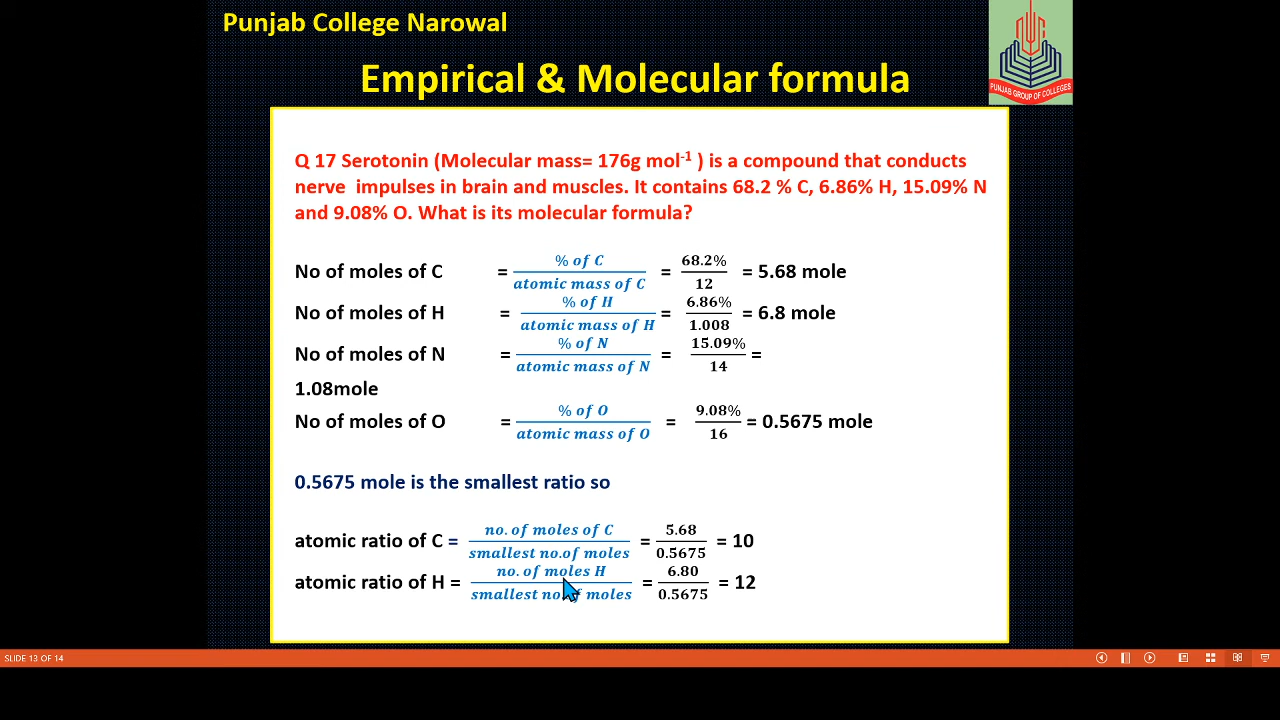 Punjab College Narowal
Empirical & Molecular formula
PUNJAB GROUP OF COLLEGES
Q 17 Serotonin (Molecular mass= 176g mol⁻¹ ) is a compound that conducts
nerve impulses in brain and muscles. It contains 68.2 % C, 6.86% H, 15.09% N
and 9.08% O. What is its molecular formula?
No of moles of C = % of C / atomic mass of C = 68.2% / 12 = 5.68 mole
No of moles of H = % of H / atomic mass of H = 6.86% / 1.008 = 6.8 mole
No of moles of N = % of N / atomic mass of N = 15.09% / 14 =
1.08mole
No of moles of O = % of O / atomic mass of O = 9.08% / 16 = 0.5675 mole
0.5675 mole is the smallest ratio so
atomic ratio of C = no. of moles of C / smallest no.of moles = 5.68 / 0.5675 = 10
atomic ratio of H = no. of moles H / smallest no.of moles = 6.80 / 0.5675 = 12
SLIDE 13 OF 14